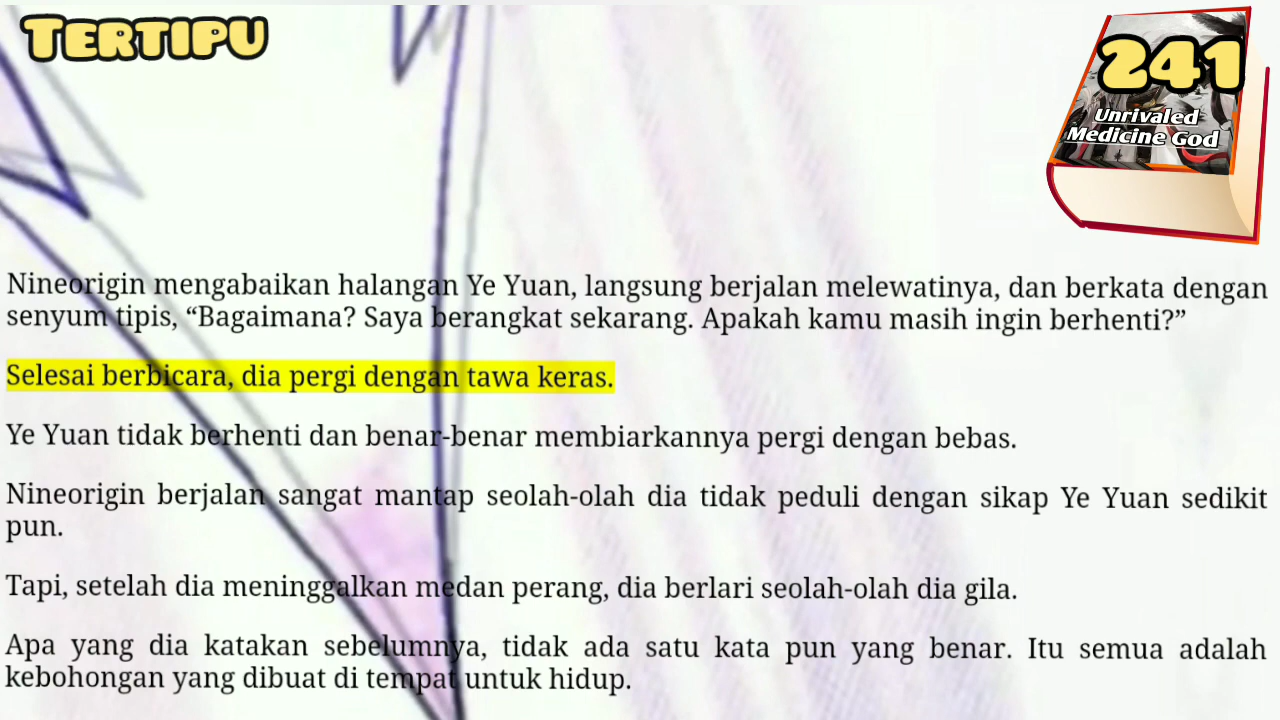 TERTIPU
241
Unrivaled
Medicine God
Nineorigin mengabaikan halangan Ye Yuan, langsung berjalan melewatinya, dan berkata dengan
senyum tipis, “Bagaimana? Saya berangkat sekarang. Apakah kamu masih ingin berhenti?”
Selesai berbicara, dia pergi dengan tawa keras.
Ye Yuan tidak berhenti dan benar-benar membiarkannya pergi dengan bebas.
Nineorigin berjalan sangat mantap seolah-olah dia tidak peduli dengan sikap Ye Yuan sedikit
pun.
Tapi, setelah dia meninggalkan medan perang, dia berlari seolah-olah dia gila.
Apa yang dia katakan sebelumnya, tidak ada satu kata pun yang benar. Itu semua adalah
kebohongan yang dibuat di tempat untuk hidup.